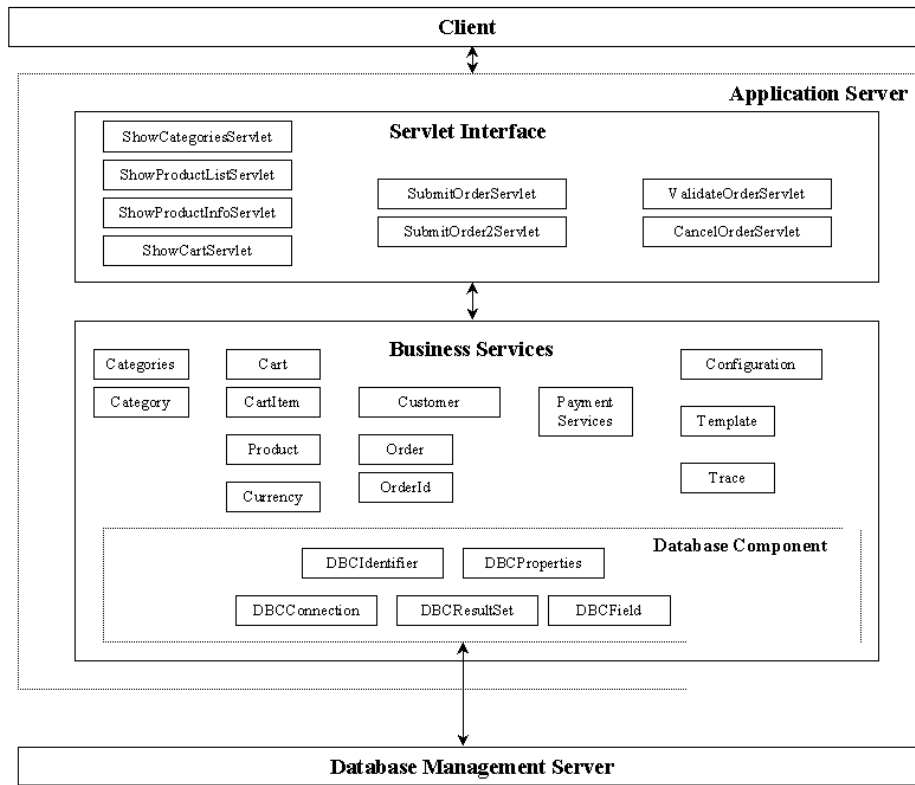 Client
Application Server
Servlet Interface
ShowCategoriesServlet
ShowProductListServlet
ShowProductInfoServlet
ShowCartServlet
SubmitOrderServlet
SubmitOrder2Servlet
ValidateOrderServlet
CancelOrderServlet
Business Services
Categories
Category
Cart
CartItem
Product
Currency
Customer
Order
OrderId
Payment
Services
Configuration
Template
Trace
Database Component
DBCIdentifier
DBCProperties
DBCConnection
DBCResultSet
DBCField
Database Management Server